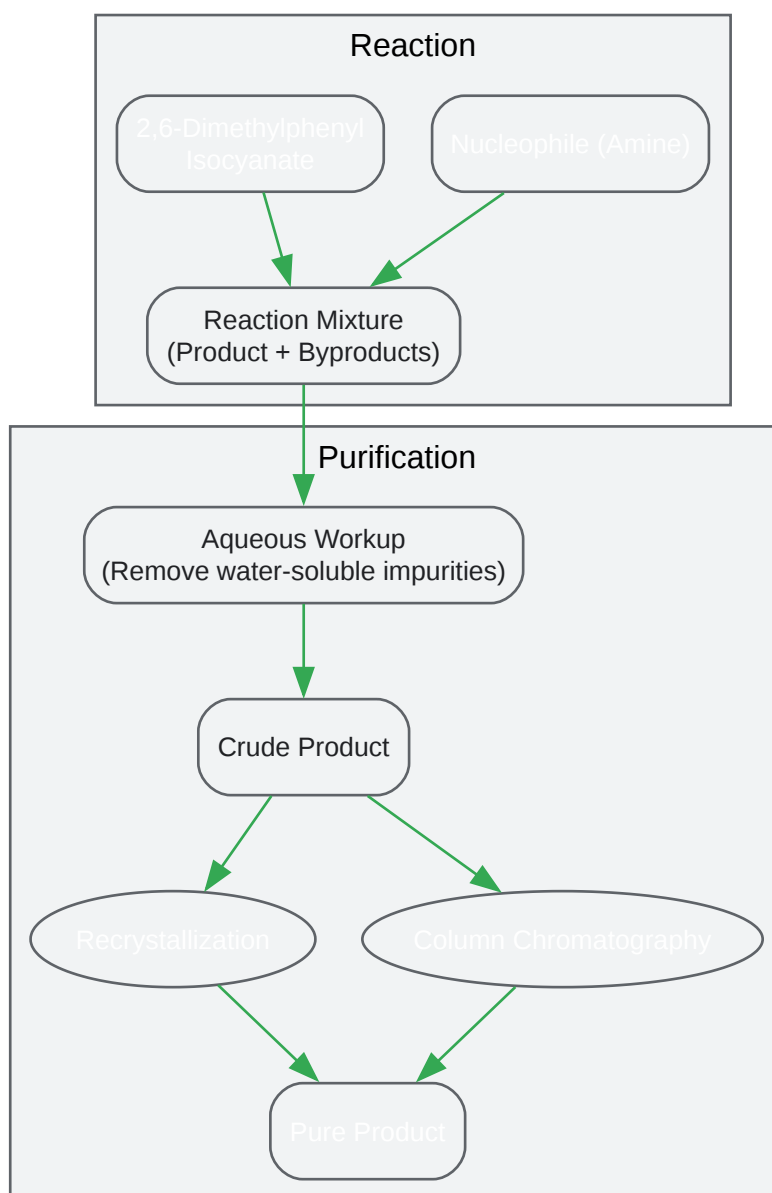 Reaction
2,6-Dimethylphenyl
Isocyanate
Nucleophile (Amine)
Reaction Mixture
(Product + Byproducts)
Purification
Aqueous Workup
(Remove water-soluble impurities)
Crude Product
Recrystallization
Column Chromatography
Pure Product